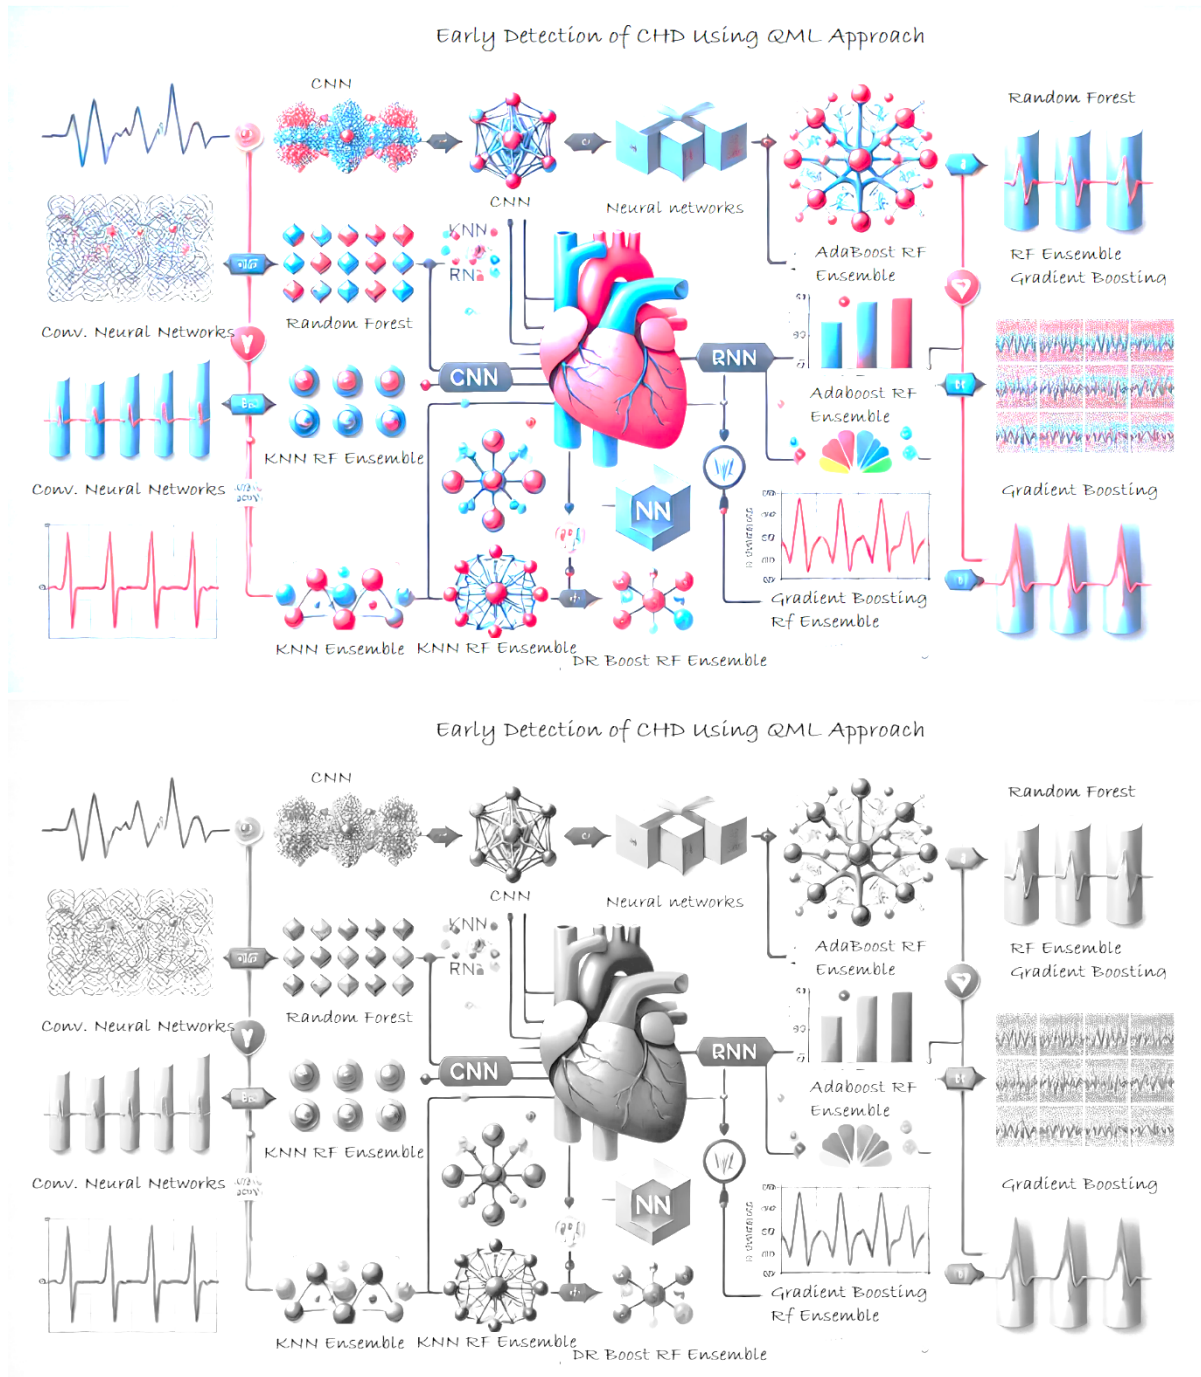 Early Detection of CHD Using QML Approach
CNN
Random Forest
CNN
Neural networks
KNN
AdaBoost RF
Ensemble
RF Ensemble
Gradient Boosting
Conv. Neural Networks
Random Forest
CNN
RNN
Adaboost RF
Ensemble
KNN RF Ensemble
Conv. Neural Networks
Gradient Boosting
NN
Gradient Boosting
Rf Ensemble
KNN Ensemble
KNN RF Ensemble
DR Boost RF Ensemble
Early Detection of CHD Using QML Approach
CNN
Random Forest
CNN
Neural networks
KNN
AdaBoost RF
Ensemble
RF Ensemble
Gradient Boosting
Conv. Neural Networks
Random Forest
CNN
RNN
Adaboost RF
Ensemble
KNN RF Ensemble
Conv. Neural Networks
Gradient Boosting
NN
Gradient Boosting
Rf Ensemble
KNN Ensemble
KNN RF Ensemble
DR Boost RF Ensemble